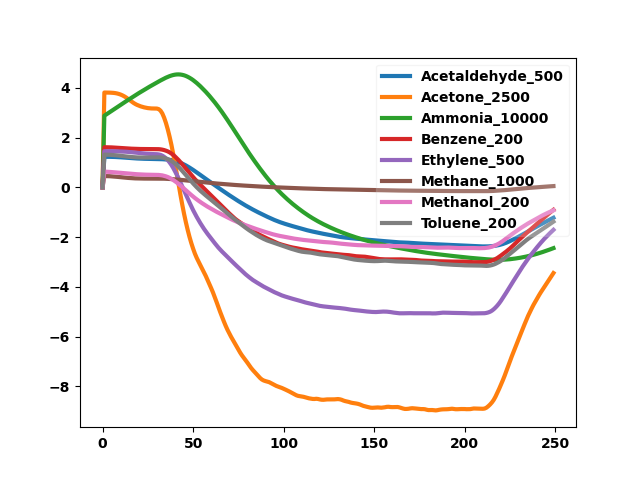 Acetaldehyde_500
Acetone_2500
Ammonia_10000
Benzene_200
Ethylene_500
Methane_1000
Methanol_200
Toluene_200
4
2
0
−2
−4
−6
−8
0 50 100 150 200 250